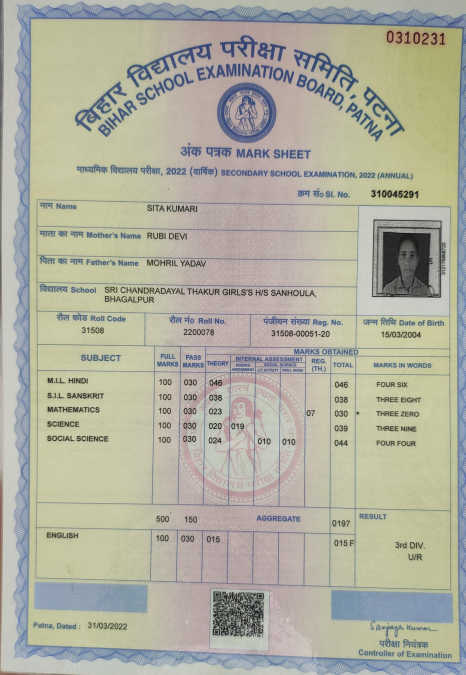 0310231
बिहार विद्यालय परीक्षा समिति, पटना
BIHAR SCHOOL EXAMINATION BOARD, PATNA
अंक पत्रक MARK SHEET
माध्यमिक विद्यालय परीक्षा, 2022 (वार्षिक) SECONDARY SCHOOL EXAMINATION, 2022 (ANNUAL)
क्रम सं० Sl. No. 310045291
नाम Name SITA KUMARI
माता का नाम Mother's Name RUBI DEVI
पिता का नाम Father's Name MOHRIL YADAV
विद्यालय School SRI CHANDRADAYAL THAKUR GIRLS'S H/S SANHOULA,
BHAGALPUR
रौल कोड Roll Code रौल नं० Roll No. पंजीयन संख्या Reg. No. जन्म तिथि Date of Birth
31508 2200078 31508-00051-20 15/03/2004
MARKS OBTAINED
SUBJECT FULL MARKS PASS MARKS THEORY INTERNAL ASSESSMENT REG. (TH.) TOTAL MARKS IN WORDS
M.I.L. HINDI 100 030 046 046 FOUR SIX
S.I.L. SANSKRIT 100 030 038 038 THREE EIGHT
MATHEMATICS 100 030 023 07 030 * THREE ZERO
SCIENCE 100 030 020 019 039 THREE NINE
SOCIAL SCIENCE 100 030 024 010 010 044 FOUR FOUR
500 150 AGGREGATE 0197 RESULT
ENGLISH 100 030 015 015 F 3rd DIV.
U/R
Patna, Dated : 31/03/2022
Sanjay Kumar
परीक्षा नियंत्रक
Controller of Examination